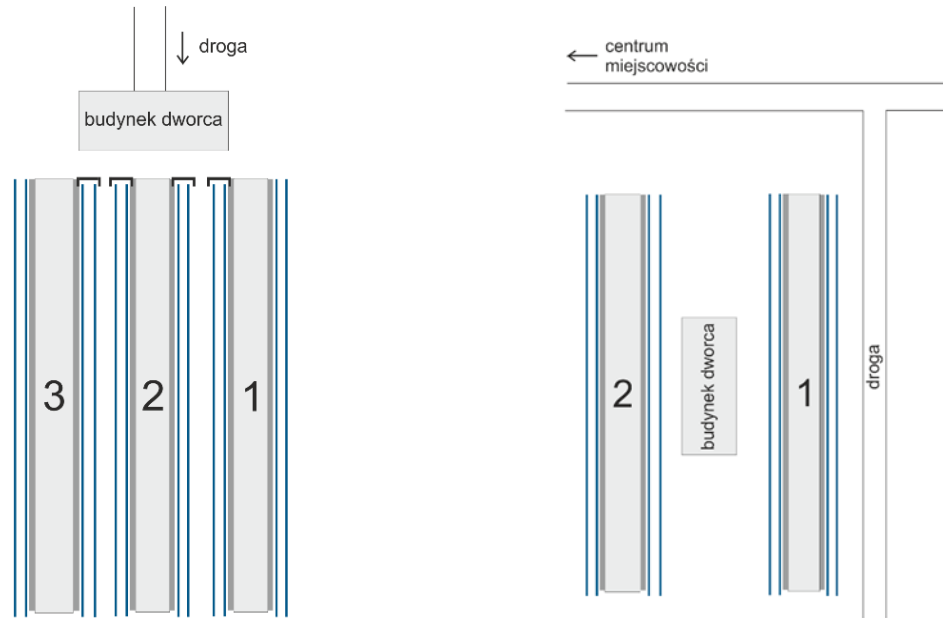 droga
budynek dworca
3
2
1
centrum
miejscowości
2
budynek dworca
1
droga